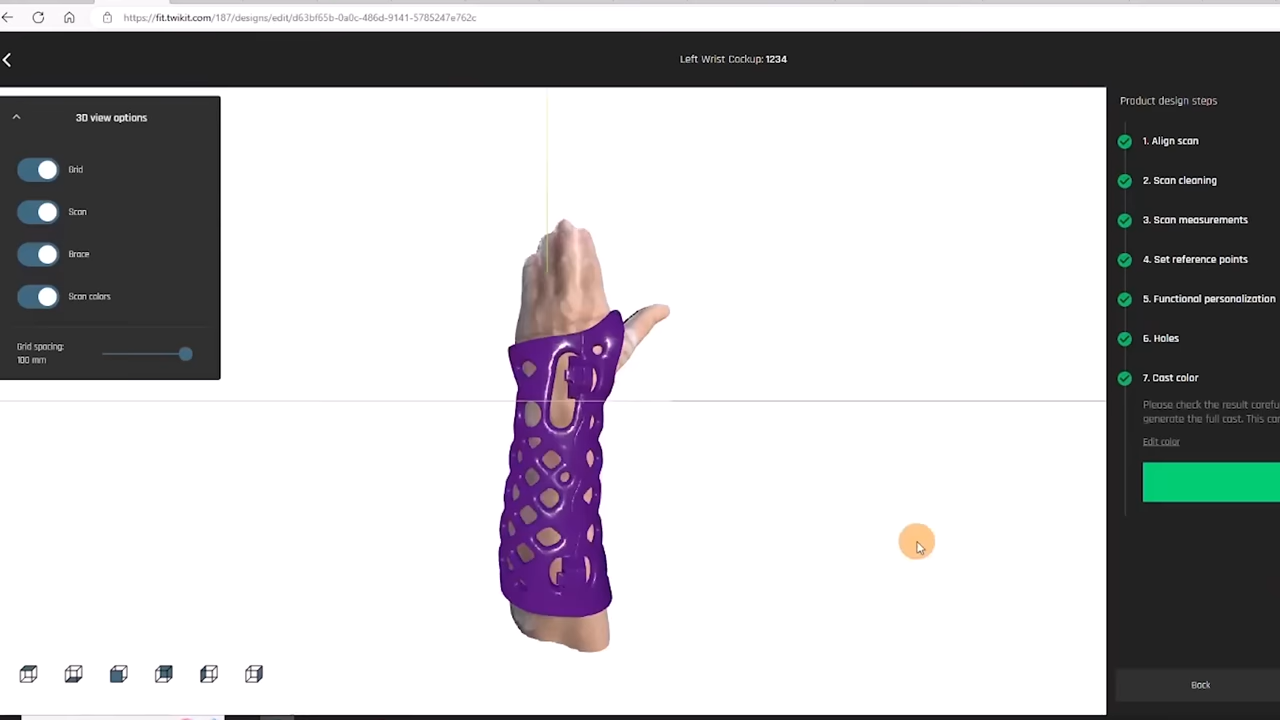 https://fit.twikit.com/187/designs/edit/d63bf65b-0a0c-486d-9141-5785247e762c
Left Wrist Cockup: 1234
3D view options
Grid
Scan
Brace
Scan colors
Grid spacing:
100 mm
Product design steps
1. Align scan
2. Scan cleaning
3. Scan measurements
4. Set reference points
5. Functional personalization
6. Holes
7. Cast color
Please check the result
generate the full cast. This
Edit color
Back